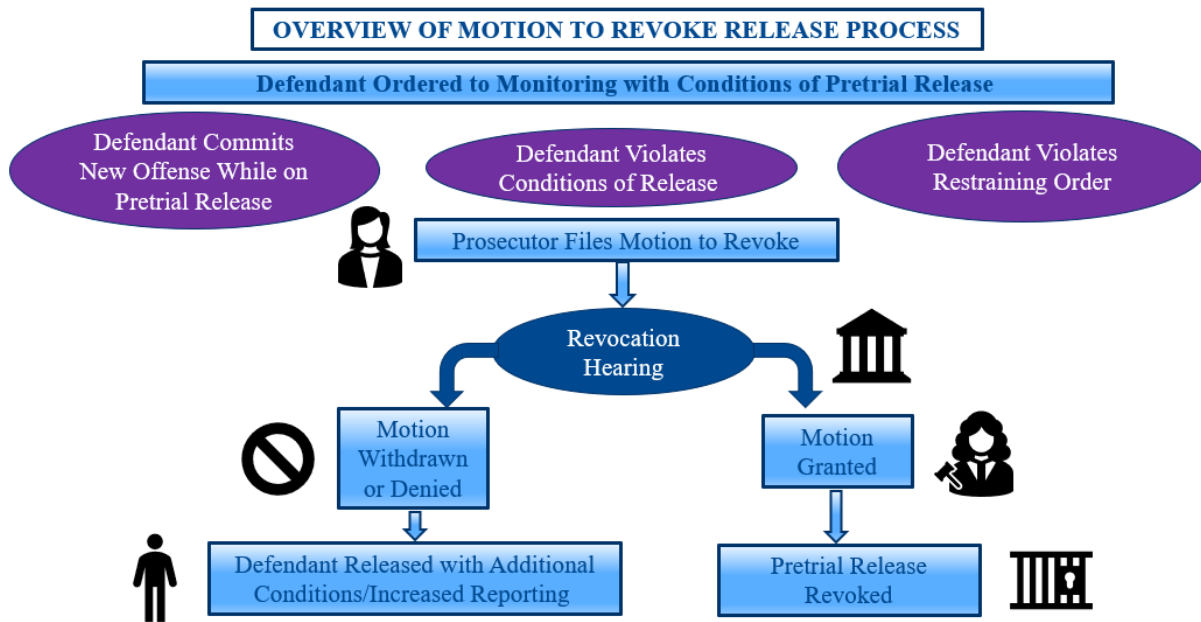 OVERVIEW OF MOTION TO REVOKE RELEASE PROCESS
Defendant Ordered to Monitoring with Conditions of Pretrial Release
Defendant Commits
New Offense While on
Pretrial Release
Defendant Violates
Conditions of Release
Defendant Violates
Restraining Order
Prosecutor Files Motion to Revoke
Revocation
Hearing
Motion
Withdrawn
or Denied
Motion
Granted
Defendant Released with Additional
Conditions/Increased Reporting
Pretrial Release
Revoked